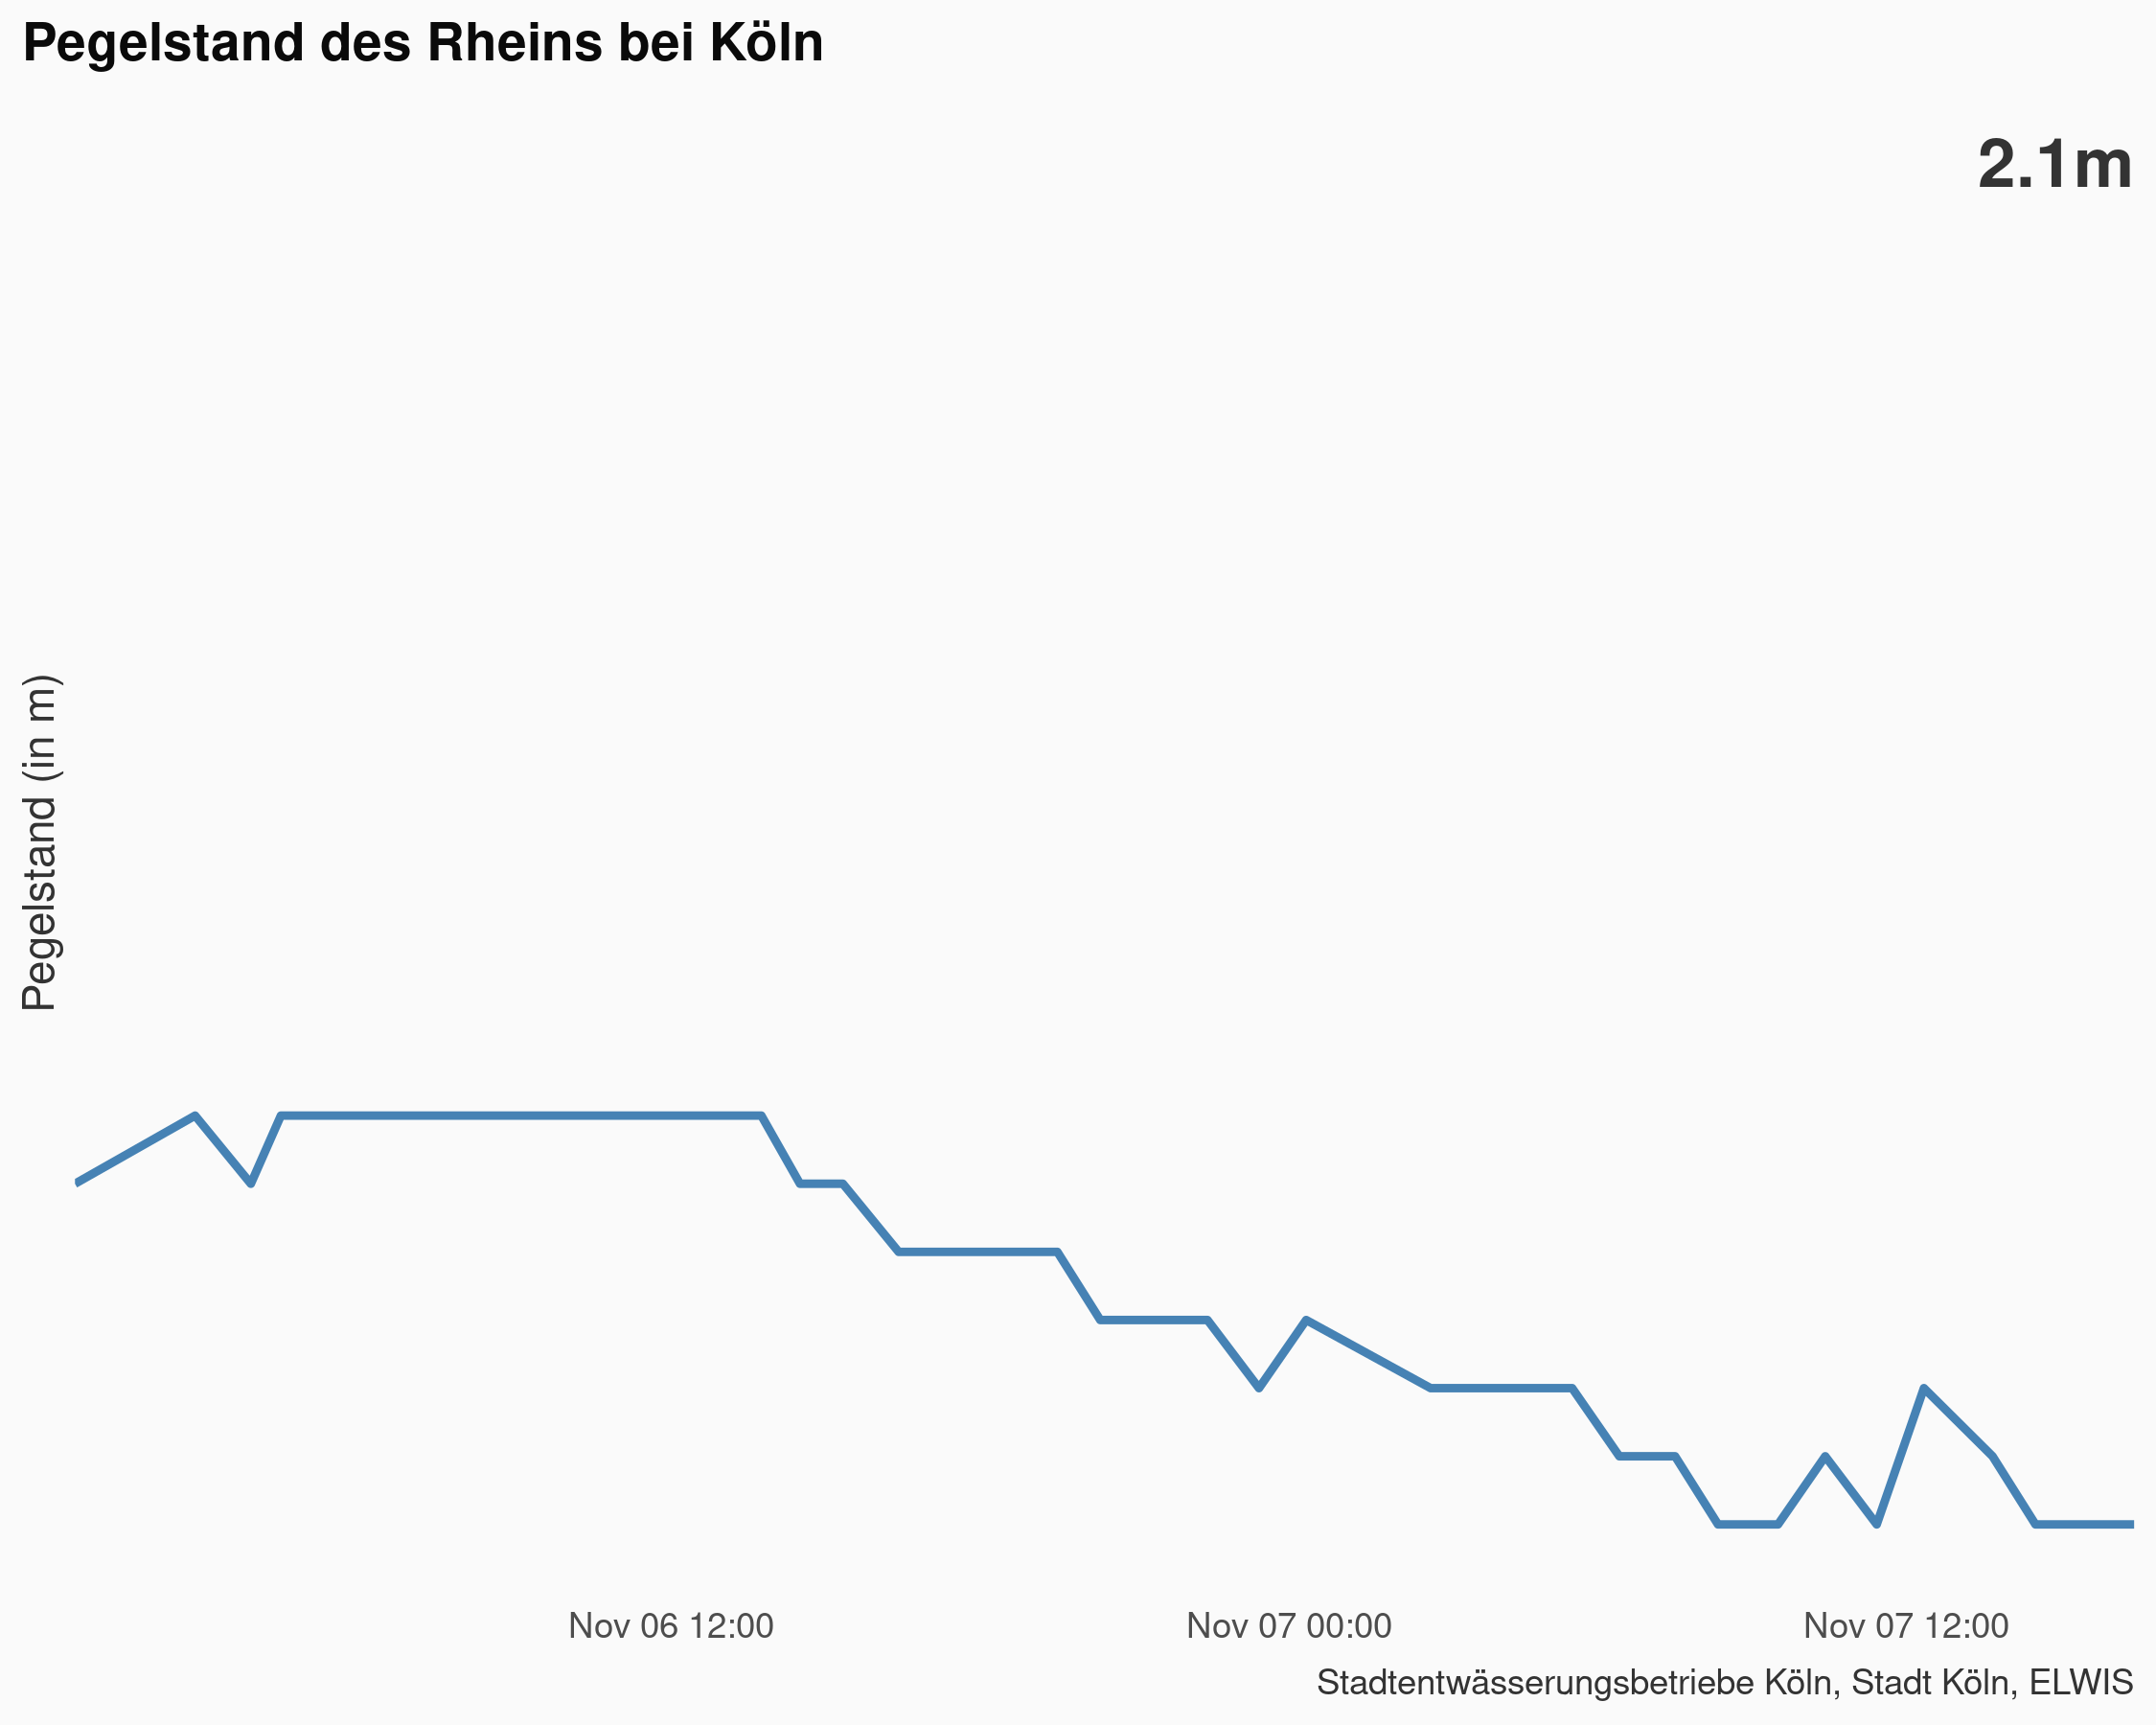 Pegelstand des Rheins bei Köln
2.1m
Pegelstand (in m)
Nov 06 12:00
Nov 07 00:00
Nov 07 12:00
Stadtentwässerungsbetriebe Köln, Stadt Köln, ELWIS